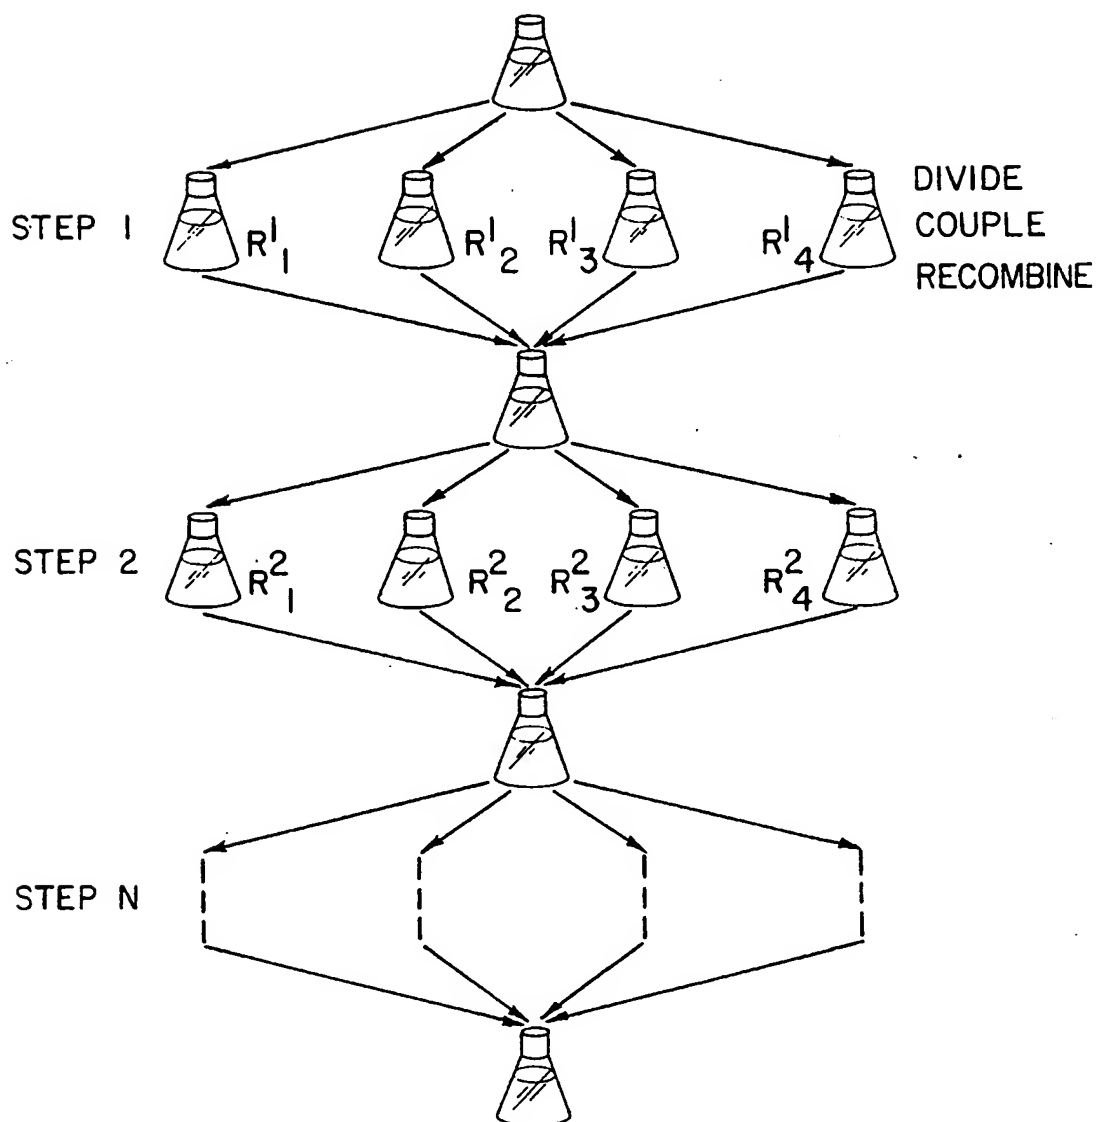 DIVIDE
STEP 1 R¹₁ R¹₂ R¹₃ R¹₄ COUPLE
RECOMBINE
STEP 2 R²₁ R²₂ R²₃ R²₄
STEP N